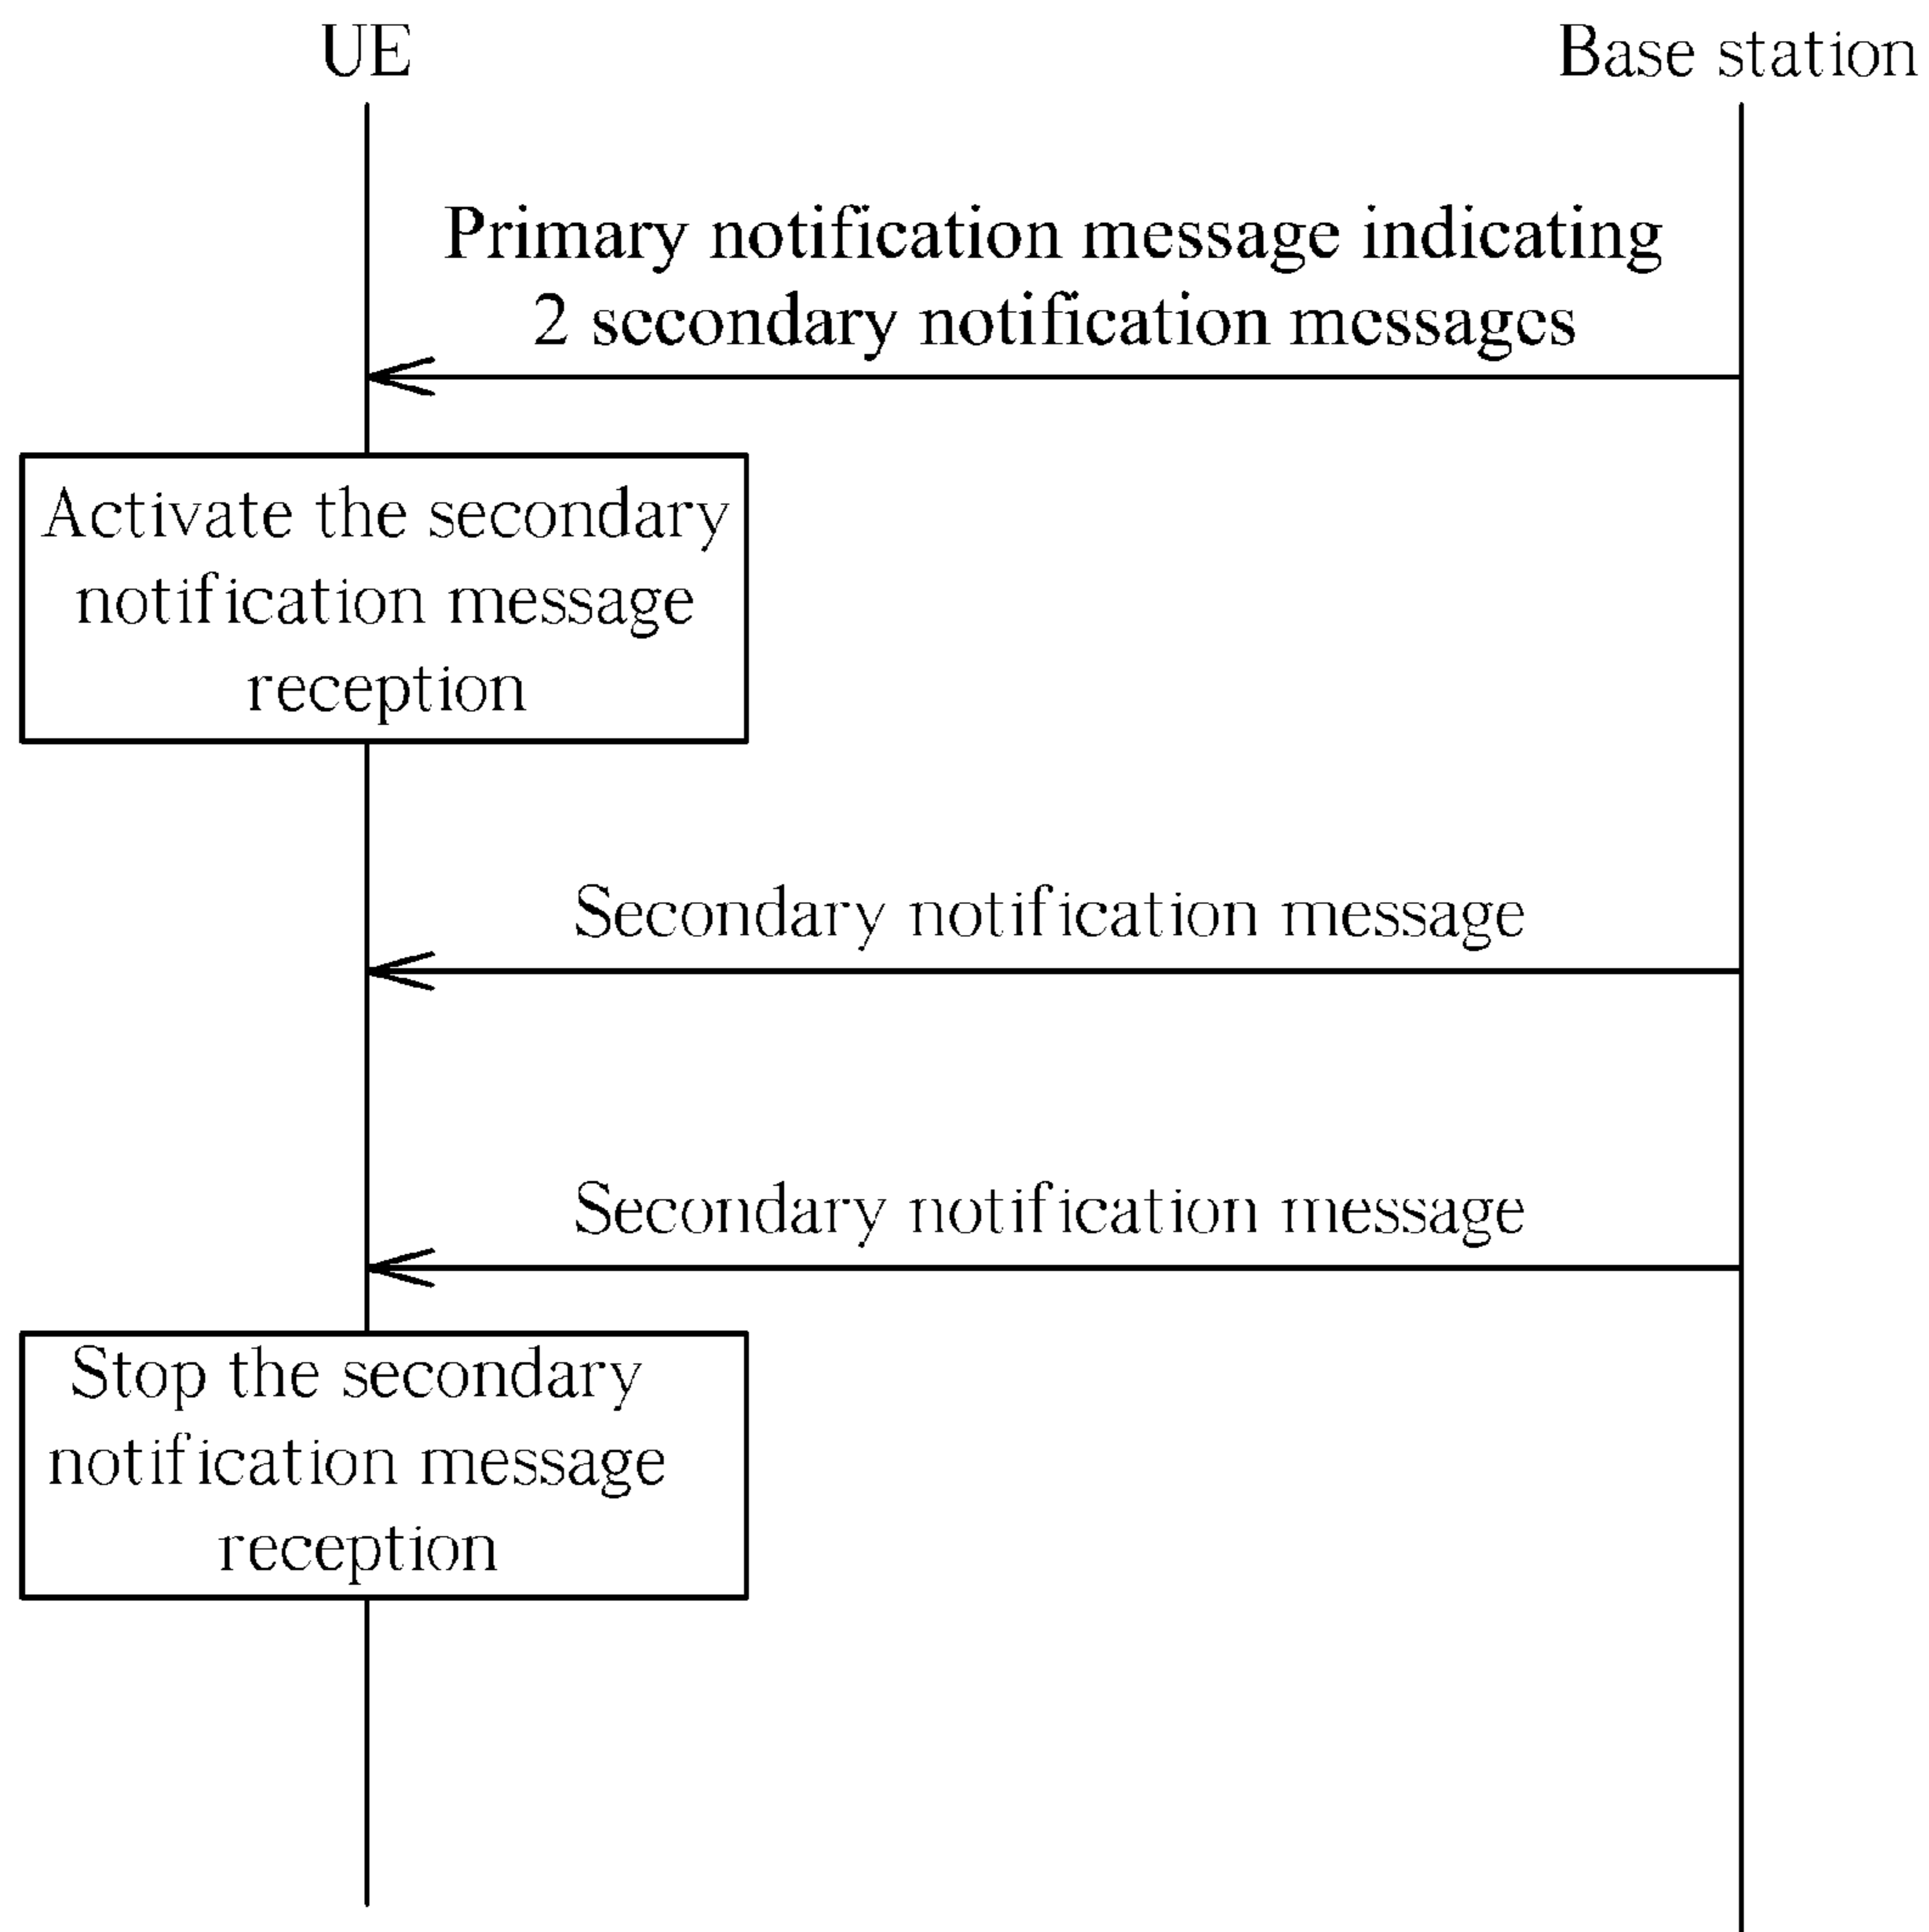 UE
Base station
Primary notification message indicating
2 secondary notification messages
Activate the secondary
notification message
reception
Secondary notification message
Secondary notification message
Stop the secondary
notification message
reception